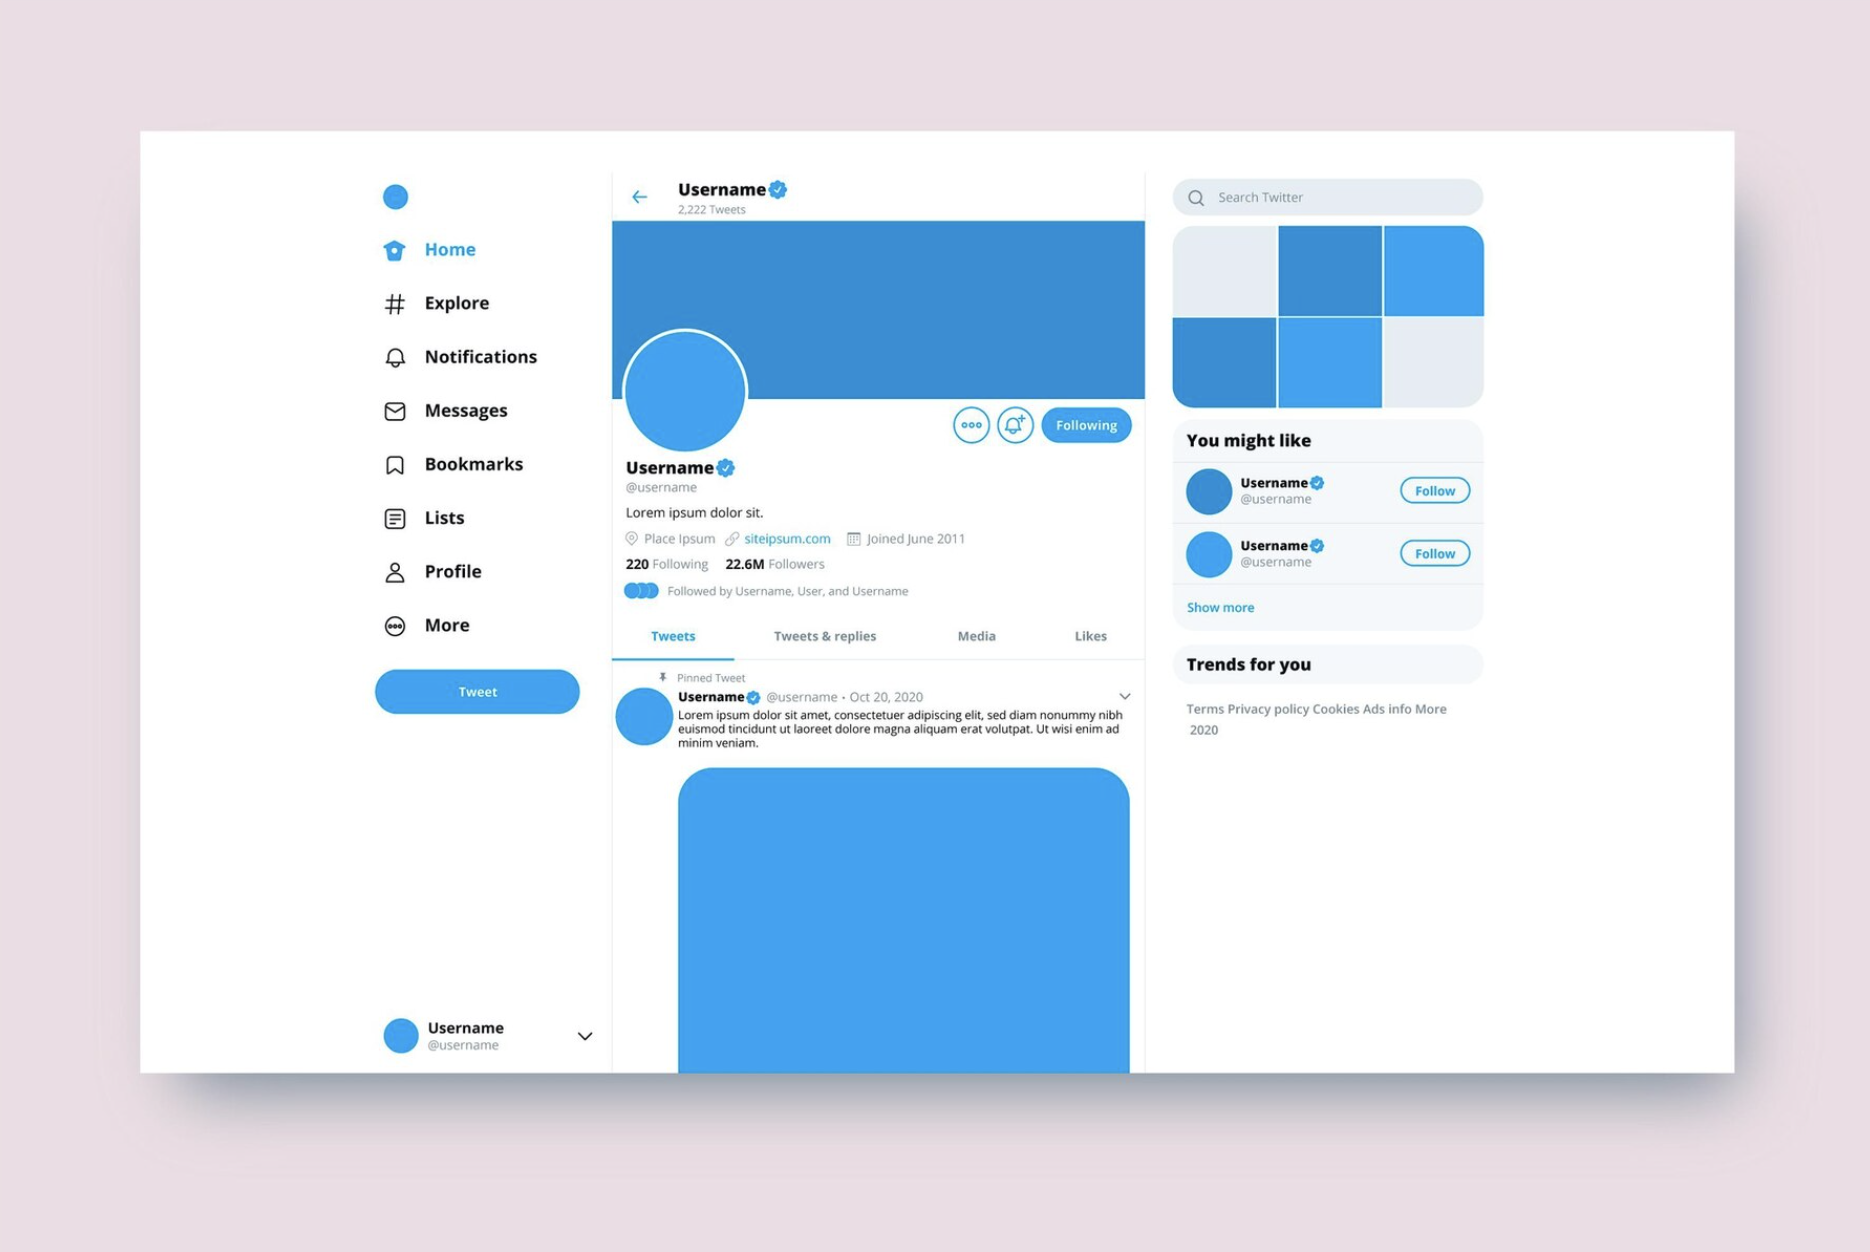 Home
Explore
Notifications
Messages
Bookmarks
Lists
Profile
More
Tweet
Username
@username
Username
2,222 Tweets
Following
Username
@username
Lorem ipsum dolor sit.
Place Ipsum siteipsum.com Joined June 2011
220 Following 22.6M Followers
Followed by Username, User, and Username
Tweets Tweets & replies Media Likes
Pinned Tweet
Username @username • Oct 20, 2020
Lorem ipsum dolor sit amet, consectetuer adipiscing elit, sed diam nonummy nibh
euismod tincidunt ut laoreet dolore magna aliquam erat volutpat. Ut wisi enim ad
minim veniam.
Search Twitter
You might like
Username
@username
Follow
Username
@username
Follow
Show more
Trends for you
Terms Privacy policy Cookies Ads info More
2020